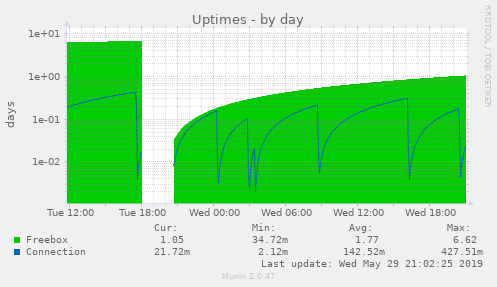 Uptimes - by day
RRDTOOL / TOBI OETIKER
days
1e+01
1e+00
1e-01
1e-02
Tue 12:00 Tue 18:00 Wed 00:00 Wed 06:00 Wed 12:00 Wed 18:00
Cur: Min: Avg: Max:
Freebox 1.05 34.72m 1.77 6.62
Connection 21.72m 2.12m 142.52m 427.51m
Last update: Wed May 29 21:02:25 2019
Munin 2.0.47